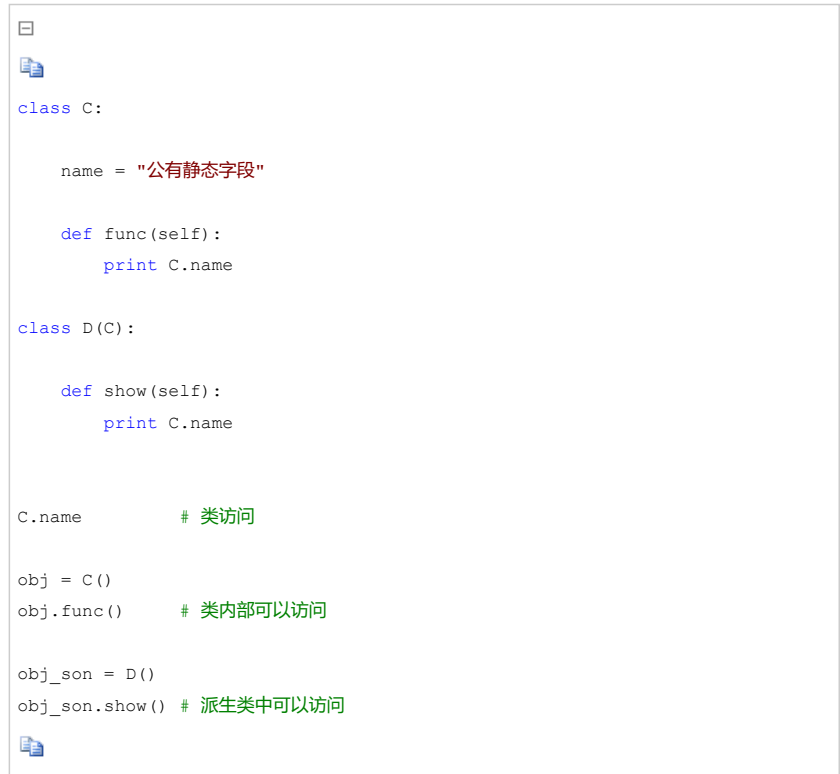 class C:
    name = "公有静态字段"
    def func(self):
        print C.name
class D(C):
    def show(self):
        print C.name
C.name          # 类访问
obj = C()
obj.func()      # 类内部可以访问
obj_son = D()
obj_son.show() # 派生类中可以访问